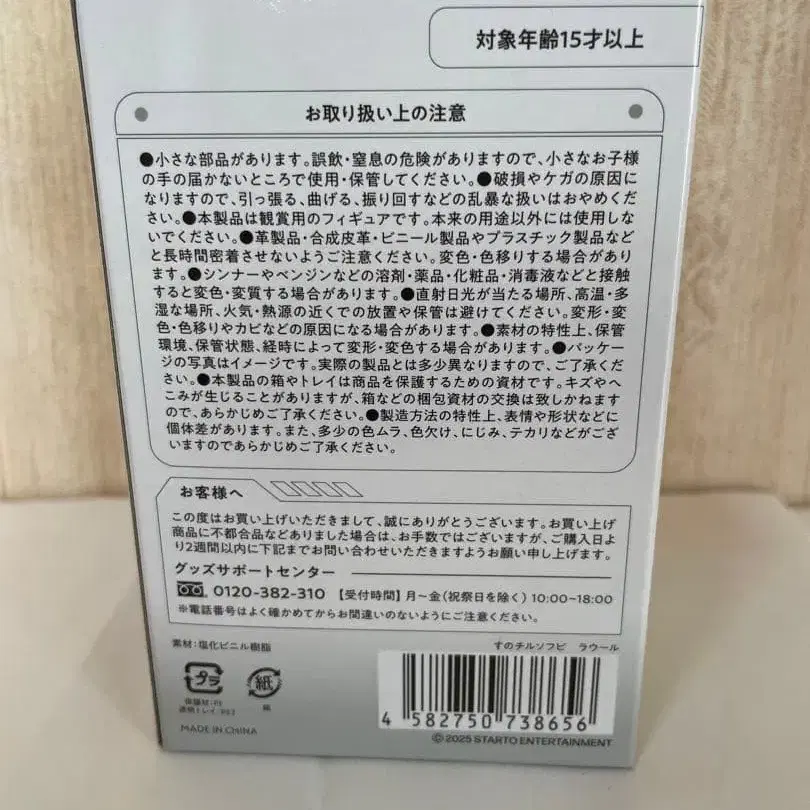 対象年齢15才以上
お取り扱い上の注意
●小さな部品があります。誤飲・窒息の危険がありますので、小さなお子様
の手の届かないところで使用・保管してください。●破損やケガの原因に
なりますので、引っ張る、曲げる、振り回すなどの乱暴な扱いはおやめくだ
さい。●本製品は観賞用のフィギュアです。本来の用途以外には使用しな
いでください。●革製品・合成皮革・ビニール製品やプラスチック製品など
と長時間密着させないようご注意ください。変色・色移りする場合があり
ます。●シンナーやベンジンなどの溶剤・薬品・化粧品・消毒液などと接触
すると変色・変質する場合があります。●直射日光が当たる場所、高温・多
湿な場所、火気・熱源の近くでの放置や保管は避けてください。変形・変
色・色移りやカビなどの原因になる場合があります。●素材の特性上、保管
環境、保管状態、経時によって変形・変色する場合があります。●パッケー
ジの写真はイメージです。実際の製品とは多少異なりますので、ご了承くだ
さい。●本製品の箱やトレイは商品を保護するための資材です。キズやへ
こみが生じることがありますが、箱などの梱包資材の交換は致しかねます
ので、あらかじめご了承ください。●製造方法の特性上、表情や形状などに
個体差があります。また、多少の色ムラ、色欠け、にじみ、テカリなどがござ
いますのであらかじめご了承ください。
お客様へ
この度はお買い上げいただきまして、誠にありがとうございます。お買い上げ
商品に不都合品などありました場合は、お手数ではございますが、ご購入日よ
り2週間以内に下記までお問い合わせいただきますようお願い申し上げます。
グッズサポートセンター
0120-382-310 【受付時間】月～金(祝祭日を除く)10:00~18:00
※電話番号はよく確かめてからお間違いのないようにご注意ください。
素材:塩化ビニル樹脂
すのチルソフビ ラウール
プラ
紙
保護材:PE
透明トレイ:PET
紙
4 582750 738656
MADE IN CHINA
©2025 STARTO ENTERTAINMENT